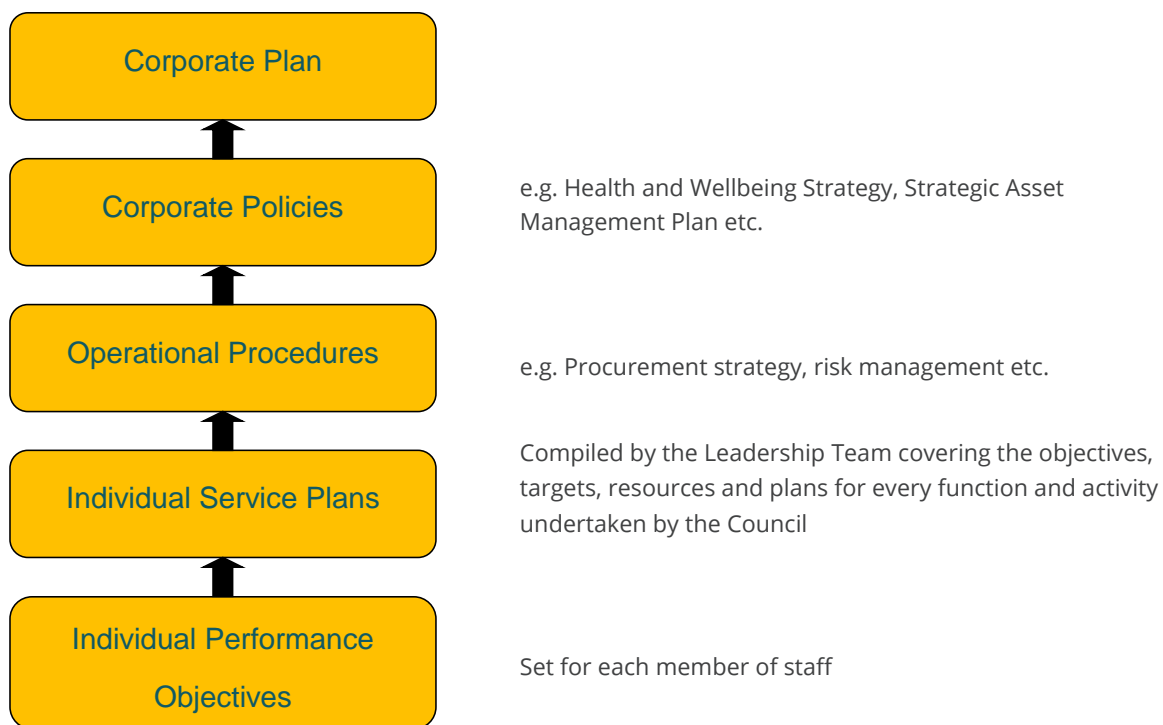 Corporate Plan
Corporate Policies
e.g. Health and Wellbeing Strategy, Strategic Asset
Management Plan etc.
Operational Procedures
e.g. Procurement strategy, risk management etc.
Individual Service Plans
Compiled by the Leadership Team covering the objectives,
targets, resources and plans for every function and activity
undertaken by the Council
Individual Performance
Objectives
Set for each member of staff